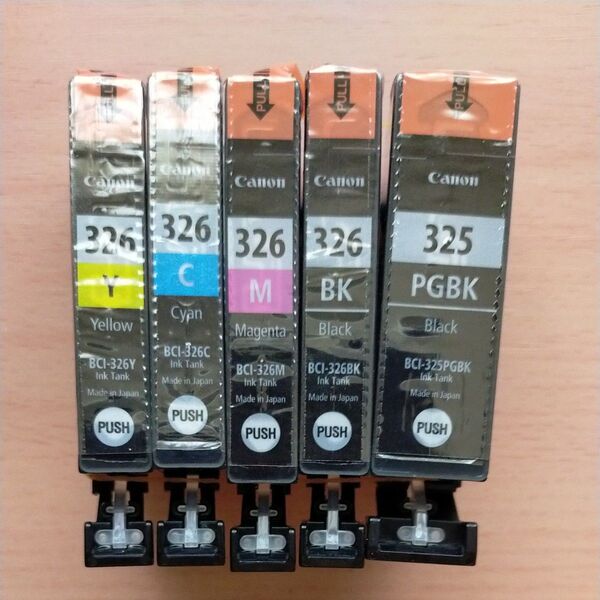 PULL
Canon
326
Y
Yellow
BCI-326Y
Ink Tank
Made in Japan
PUSH
PULL
Canon
326
C
Cyan
BCI-326C
Ink Tank
Made in Japan
PUSH
PULL
Canon
326
M
Magenta
BCI-326M
Ink Tank
Made in Japan
PUSH
PULL
Canon
326
BK
Black
BCI-326BK
Ink Tank
Made in Japan
PUSH
PULL
Canon
325
PGBK
Black
BCI-325PGBK
Ink Tank
Made in Japan
PUSH